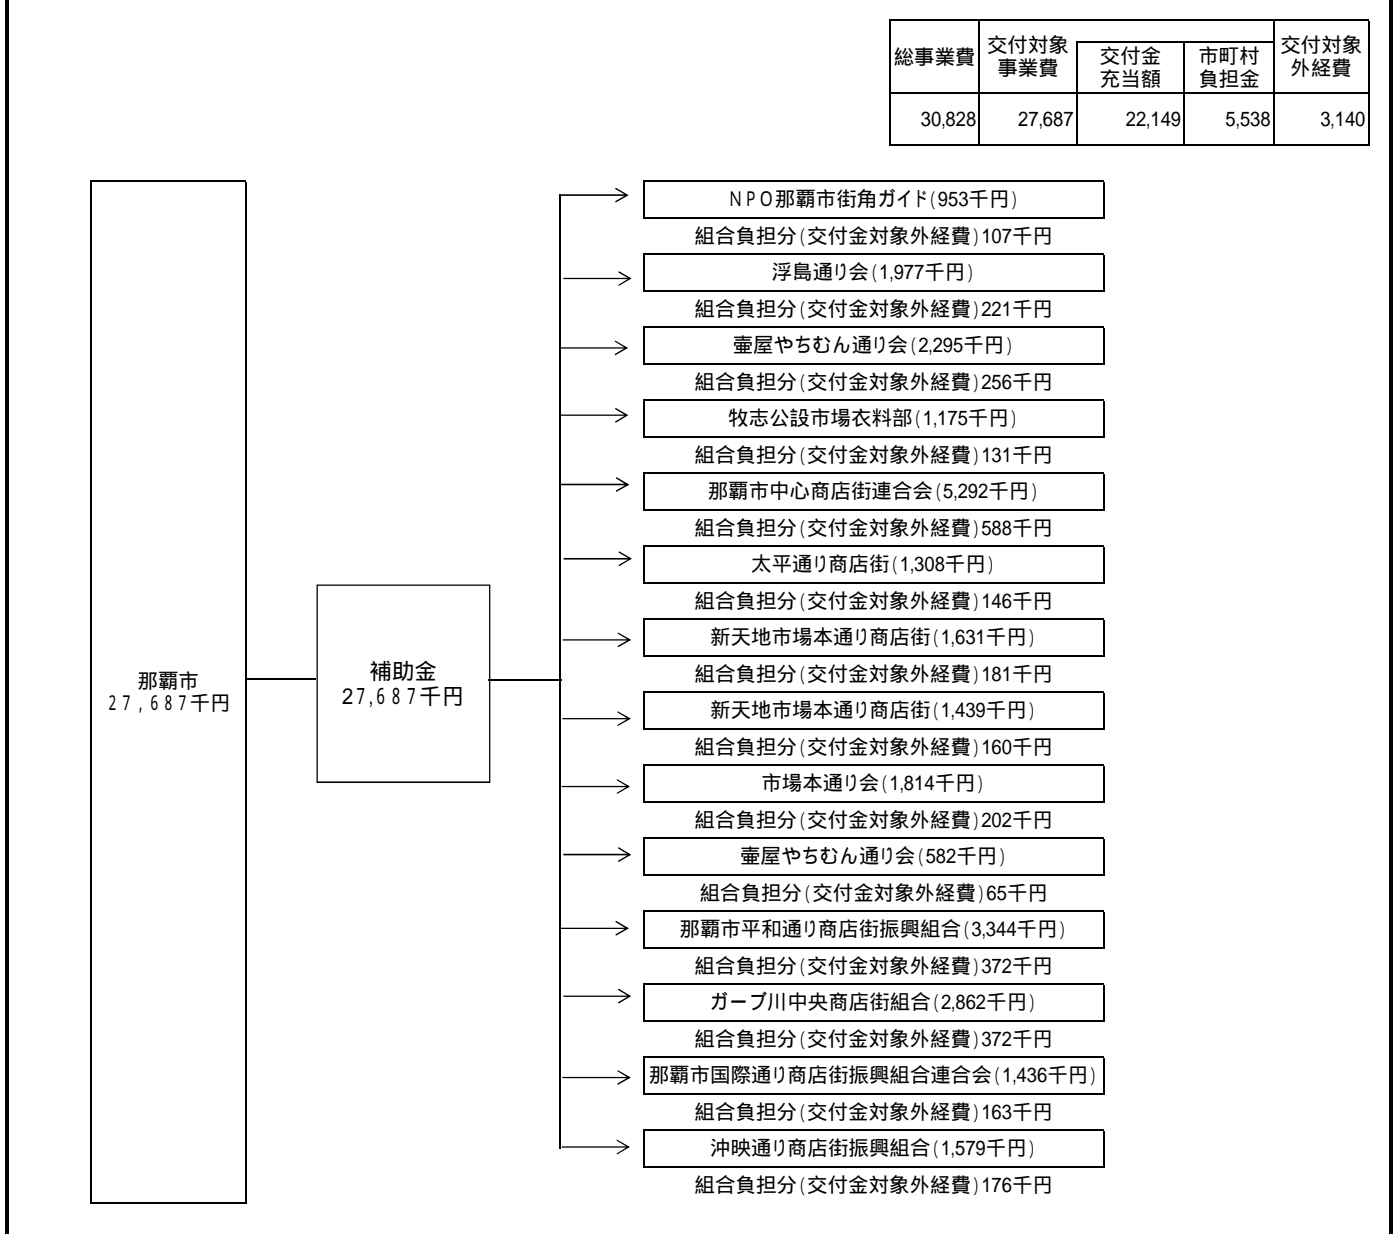 総事業費 交付対象事業費 交付金充当額 市町村負担金 交付対象外経費
30,828 27,687 22,149 5,538 3,140
NPO那覇市街角ガイド(953千円)
組合負担分(交付金対象外経費)107千円
浮島通り会(1,977千円)
組合負担分(交付金対象外経費)221千円
壷屋やちむん通り会(2,295千円)
組合負担分(交付金対象外経費)256千円
牧志公設市場衣料部(1,175千円)
組合負担分(交付金対象外経費)131千円
那覇市中心商店街連合会(5,292千円)
組合負担分(交付金対象外経費)588千円
太平通り商店街(1,308千円)
組合負担分(交付金対象外経費)146千円
新天地市場本通り商店街(1,631千円)
組合負担分(交付金対象外経費)181千円
那覇市
27,687千円
補助金
27,687千円
新天地市場本通り商店街(1,439千円)
組合負担分(交付金対象外経費)160千円
市場本通り会(1,814千円)
組合負担分(交付金対象外経費)202千円
壷屋やちむん通り会(582千円)
組合負担分(交付金対象外経費)65千円
那覇市平和通り商店街振興組合(3,344千円)
組合負担分(交付金対象外経費)372千円
ガーブ川中央商店街組合(2,862千円)
組合負担分(交付金対象外経費)372千円
那覇市国際通り商店街振興組合連合会(1,436千円)
組合負担分(交付金対象外経費)163千円
沖映通り商店街振興組合(1,579千円)
組合負担分(交付金対象外経費)176千円